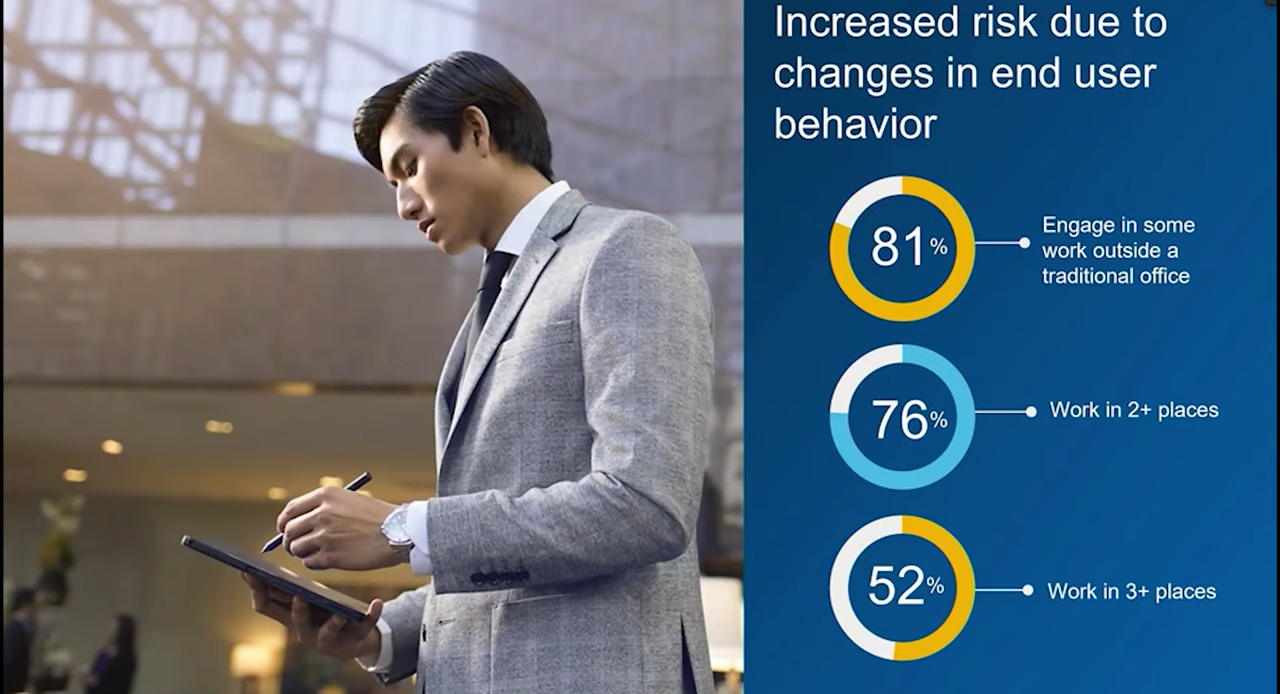 Increased risk due to
changes in end user
behavior
81%
Engage in some
work outside a
traditional office
76%
Work in 2+ places
52%
Work in 3+ places